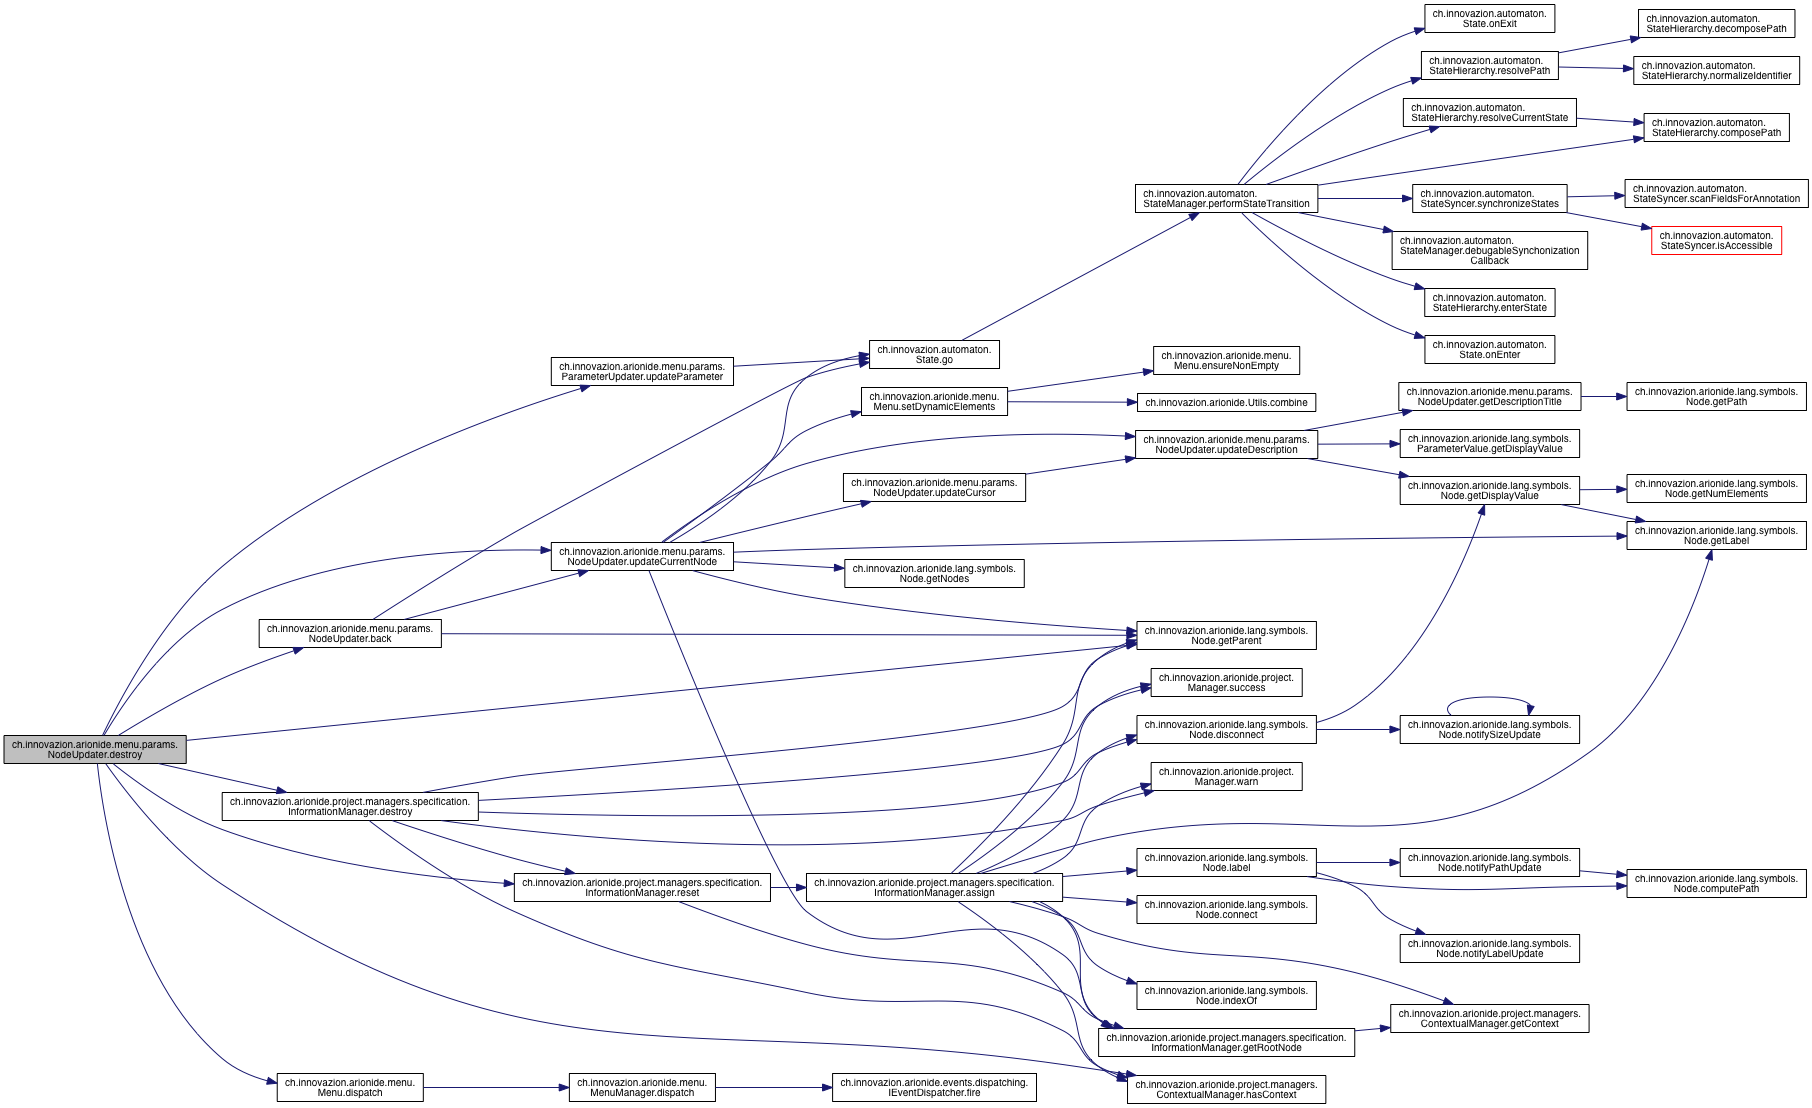 ch.innovazion.automaton.
State.onExit
ch.innovazion.automaton.
StateHierarchy.decomposePath
ch.innovazion.automaton.
StateHierarchy.resolvePath
ch.innovazion.automaton.
StateHierarchy.normalizeIdentifier
ch.innovazion.automaton.
StateHierarchy.resolveCurrentState
ch.innovazion.automaton.
StateHierarchy.composePath
ch.innovazion.automaton.
StateManager.performStateTransition
ch.innovazion.automaton.
StateSyncer.synchronizeStates
ch.innovazion.automaton.
StateSyncer.scanFieldsForAnnotation
ch.innovazion.automaton.
StateSyncer.isAccessible
ch.innovazion.automaton.
StateManager.debugableSynchonization
Callback
ch.innovazion.automaton.
StateHierarchy.enterState
ch.innovazion.automaton.
State.onEnter
ch.innovazion.arionide.menu.params.
ParameterUpdater.updateParameter
ch.innovazion.automaton.
State.go
ch.innovazion.arionide.menu.
Menu.ensureNonEmpty
ch.innovazion.arionide.menu.
Menu.setDynamicElements
ch.innovazion.arionide.Utils.combine
ch.innovazion.arionide.menu.params.
NodeUpdater.getDescriptionTitle
ch.innovazion.arionide.lang.symbols.
Node.getPath
ch.innovazion.arionide.menu.params.
NodeUpdater.updateDescription
ch.innovazion.arionide.lang.symbols.
ParameterValue.getDisplayValue
ch.innovazion.arionide.menu.params.
NodeUpdater.updateCursor
ch.innovazion.arionide.lang.symbols.
Node.getDisplayValue
ch.innovazion.arionide.lang.symbols.
Node.getNumElements
ch.innovazion.arionide.lang.symbols.
Node.getLabel
ch.innovazion.arionide.menu.params.
NodeUpdater.updateCurrentNode
ch.innovazion.arionide.lang.symbols.
Node.getNodes
ch.innovazion.arionide.menu.params.
NodeUpdater.back
ch.innovazion.arionide.lang.symbols.
Node.getParent
ch.innovazion.arionide.project.
Manager.success
ch.innovazion.arionide.lang.symbols.
Node.disconnect
ch.innovazion.arionide.lang.symbols.
Node.notifySizeUpdate
ch.innovazion.arionide.menu.params.
NodeUpdater.destroy
ch.innovazion.arionide.project.
Manager.warn
ch.innovazion.arionide.project.managers.specification.
InformationManager.destroy
ch.innovazion.arionide.lang.symbols.
Node.label
ch.innovazion.arionide.lang.symbols.
Node.notifyPathUpdate
ch.innovazion.arionide.lang.symbols.
Node.computePath
ch.innovazion.arionide.project.managers.specification.
InformationManager.reset
ch.innovazion.arionide.project.managers.specification.
InformationManager.assign
ch.innovazion.arionide.lang.symbols.
Node.connect
ch.innovazion.arionide.lang.symbols.
Node.notifyLabelUpdate
ch.innovazion.arionide.lang.symbols.
Node.indexOf
ch.innovazion.arionide.project.managers.
ContextualManager.getContext
ch.innovazion.arionide.project.managers.specification.
InformationManager.getRootNode
ch.innovazion.arionide.menu.
Menu.dispatch
ch.innovazion.arionide.menu.
MenuManager.dispatch
ch.innovazion.arionide.events.dispatching.
IEventDispatcher.fire
ch.innovazion.arionide.project.managers.
ContextualManager.hasContext